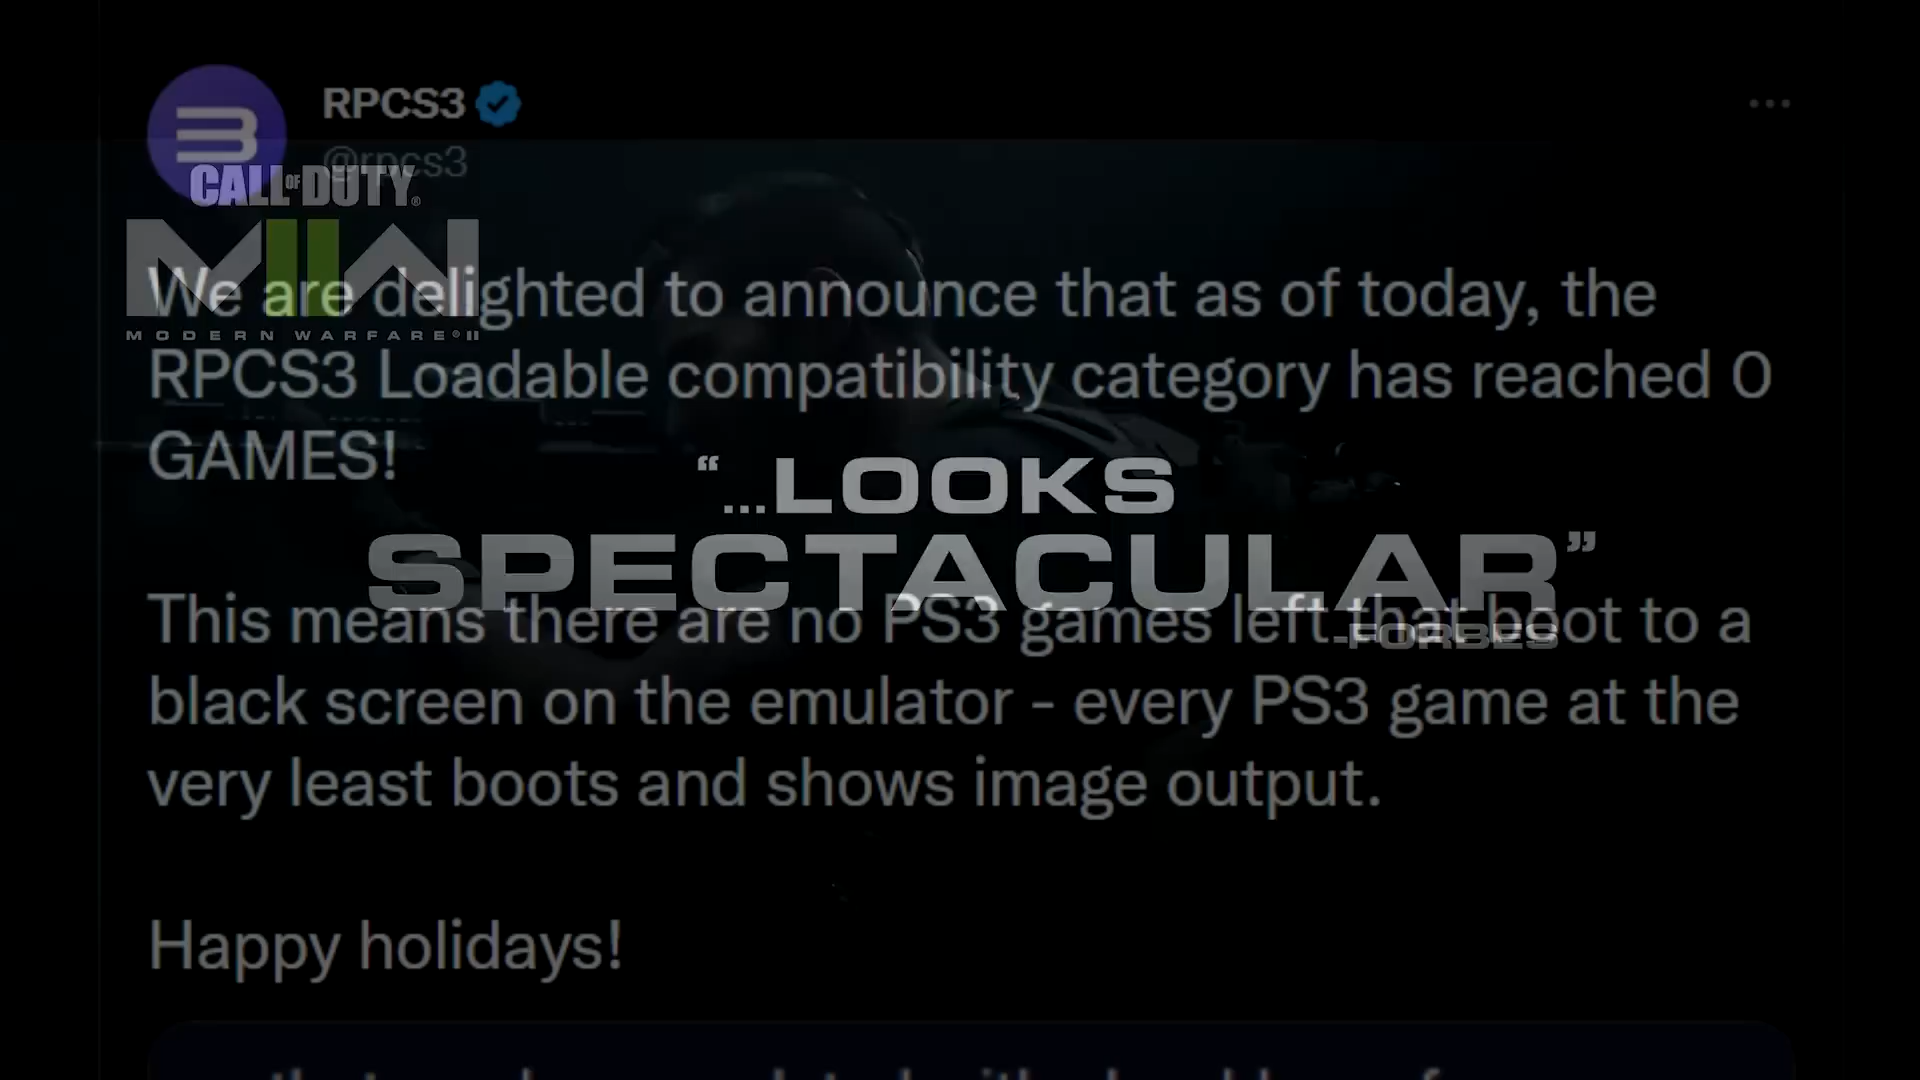 RPCS3
@rpcs3
CALL OF DUTY®
MW
MODERN WARFARE® II
We are delighted to announce that as of today, the
RPCS3 Loadable compatibility category has reached 0
GAMES!
“...LOOKS
SPECTACULAR”
-FORBES
This means there are no PS3 games left that boot to a
black screen on the emulator - every PS3 game at the
very least boots and shows image output.
Happy holidays!